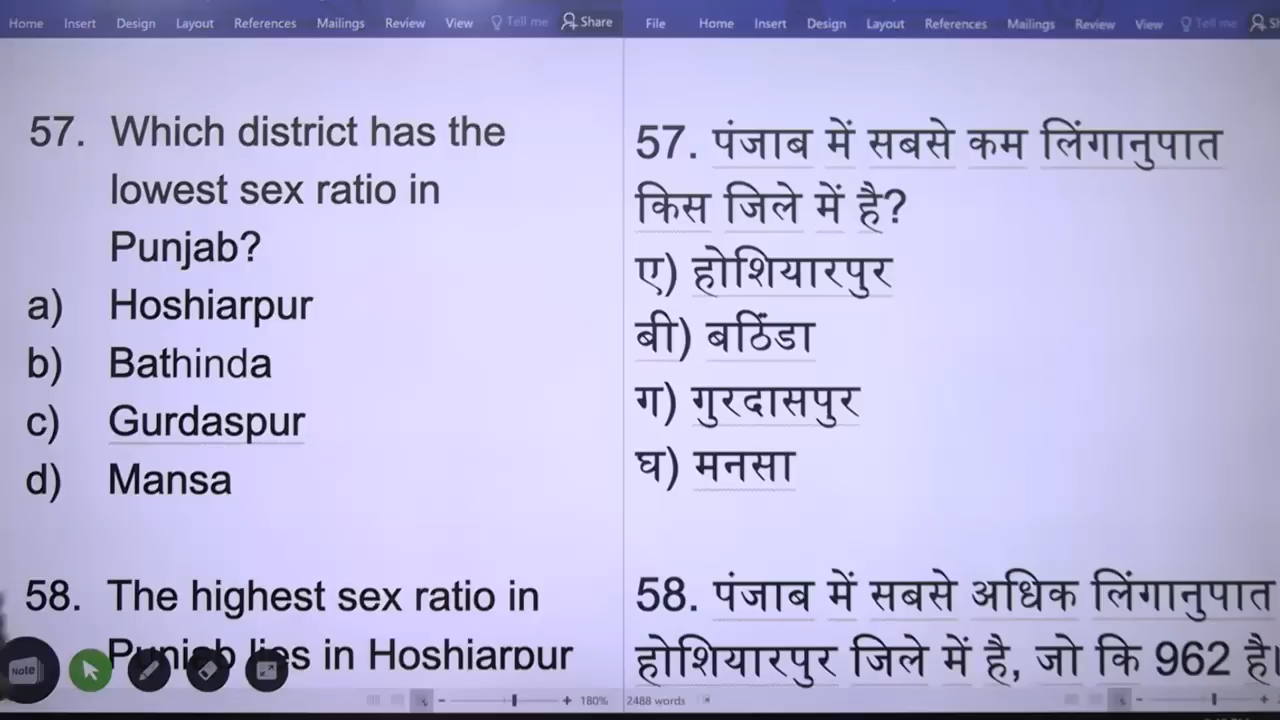 Home Insert Design Layout References Mailings Review View Tell me Share
57. Which district has the
lowest sex ratio in
Punjab?
a) Hoshiarpur
b) Bathinda
c) Gurdaspur
d) Mansa
58. The highest sex ratio in
Punjab lies in Hoshiarpur
Note
180%
File Home Insert Design Layout References Mailings Review View Tell me
57. पंजाब में सबसे कम लिंगानुपात
किस जिले में है?
ए) होशियारपुर
बी) बठिंडा
ग) गुरदासपुर
घ) मनसा
58. पंजाब में सबसे अधिक लिंगानुपात
होशियारपुर जिले में है, जो कि 962 है।
2488 words